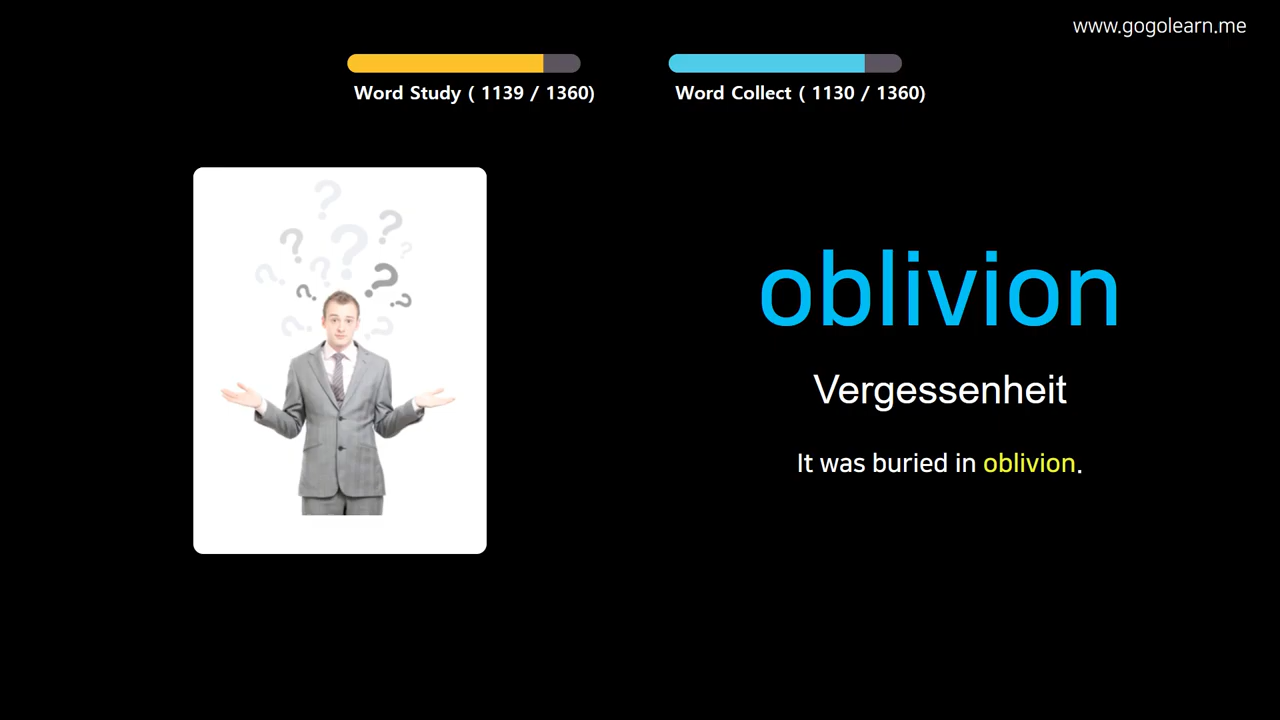 www.gogolearn.me
Word Study ( 1139 / 1360)
Word Collect ( 1130 / 1360)
oblivion
Vergessenheit
It was buried in oblivion.